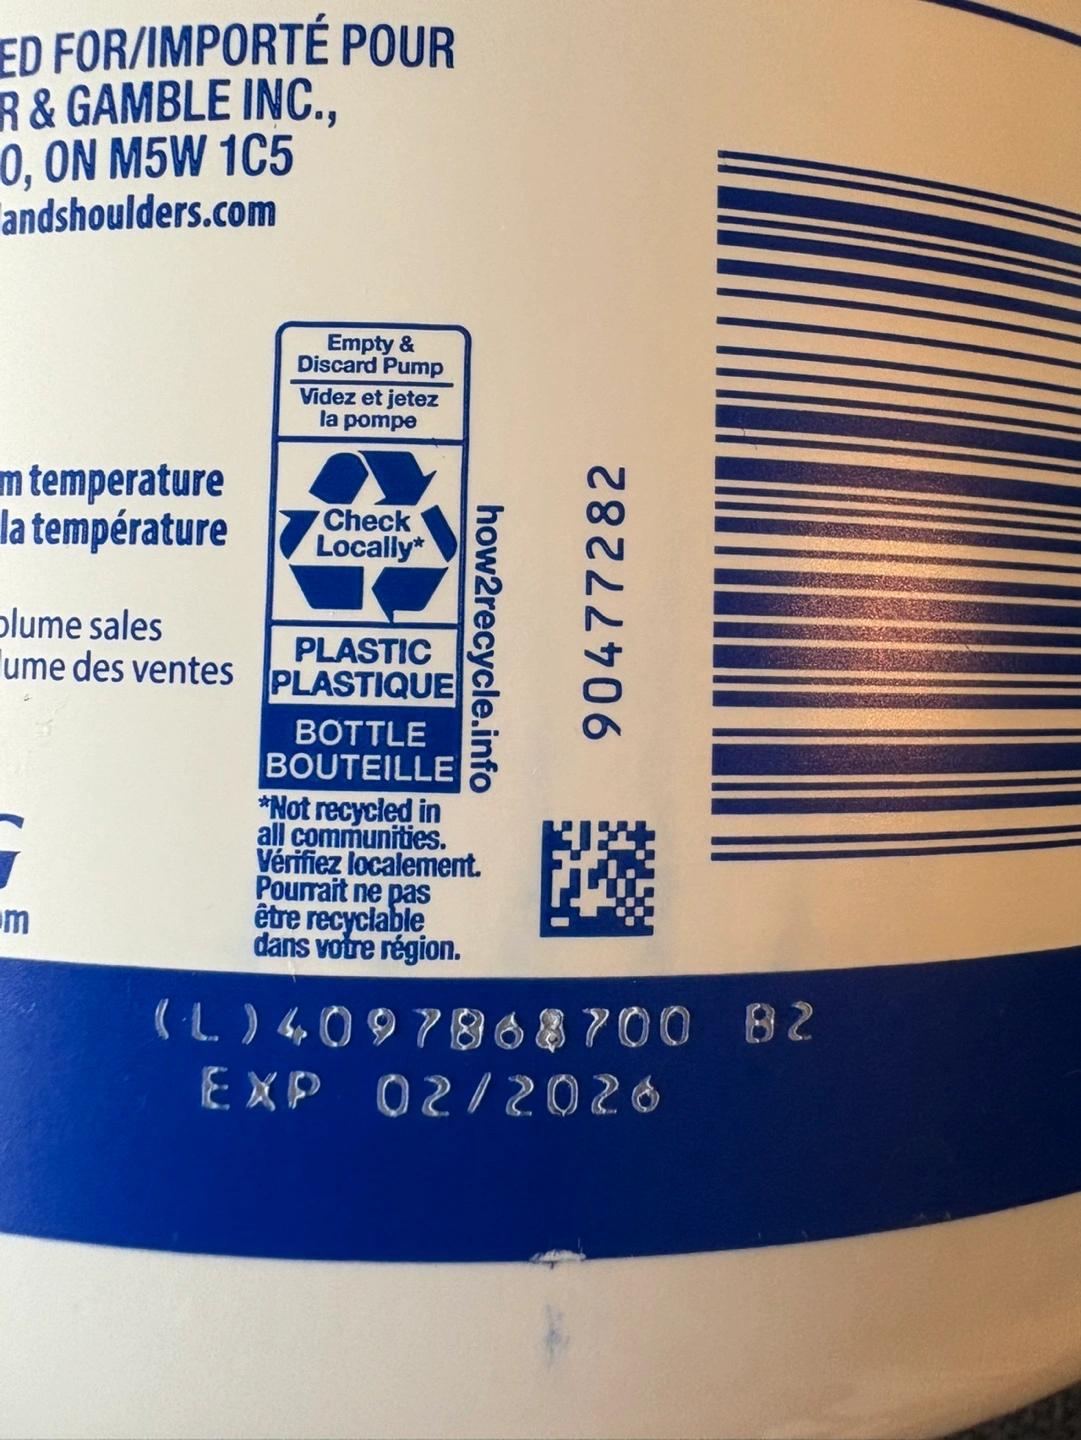 ED FOR/IMPORTÉ POUR
R & GAMBLE INC.,
O, ON M5W 1C5
andshoulders.com
Empty &
Discard Pump
Videz et jetez
la pompe
Check
Locally*
PLASTIC
PLASTIQUE
BOTTLE
BOUTEILLE
how2recycle.info
*Not recycled in
all communities.
Vérifiez localement.
Pourrait ne pas
être recyclable
dans votre région.
m temperature
la température
olume sales
lume des ventes
G
om
90477282
(L)4097B68700 B2
EXP 02/2026